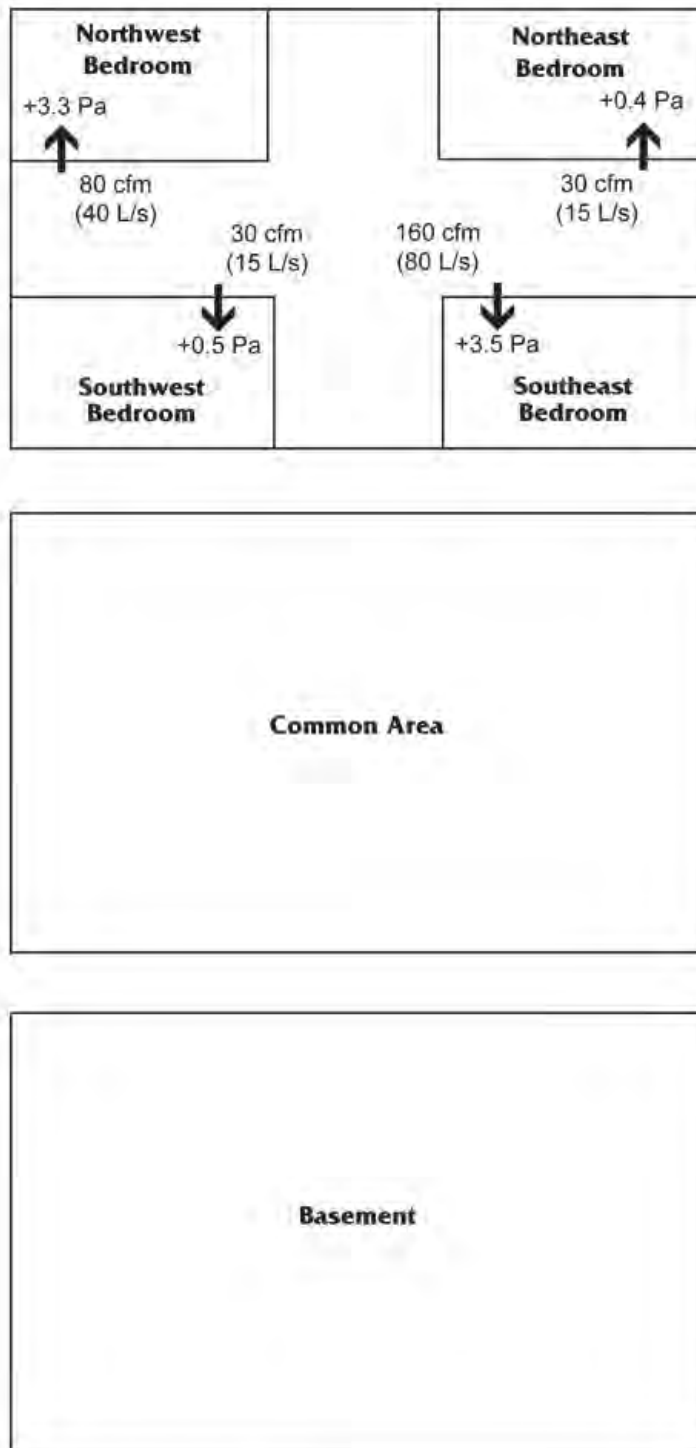 Northwest
Bedroom
+3.3 Pa
80 cfm
(40 L/s)
Northeast
Bedroom
+0.4 Pa
30 cfm
(15 L/s)
30 cfm
(15 L/s)
+0.5 Pa
Southwest
Bedroom
160 cfm
(80 L/s)
+3.5 Pa
Southeast
Bedroom
Common Area
Basement